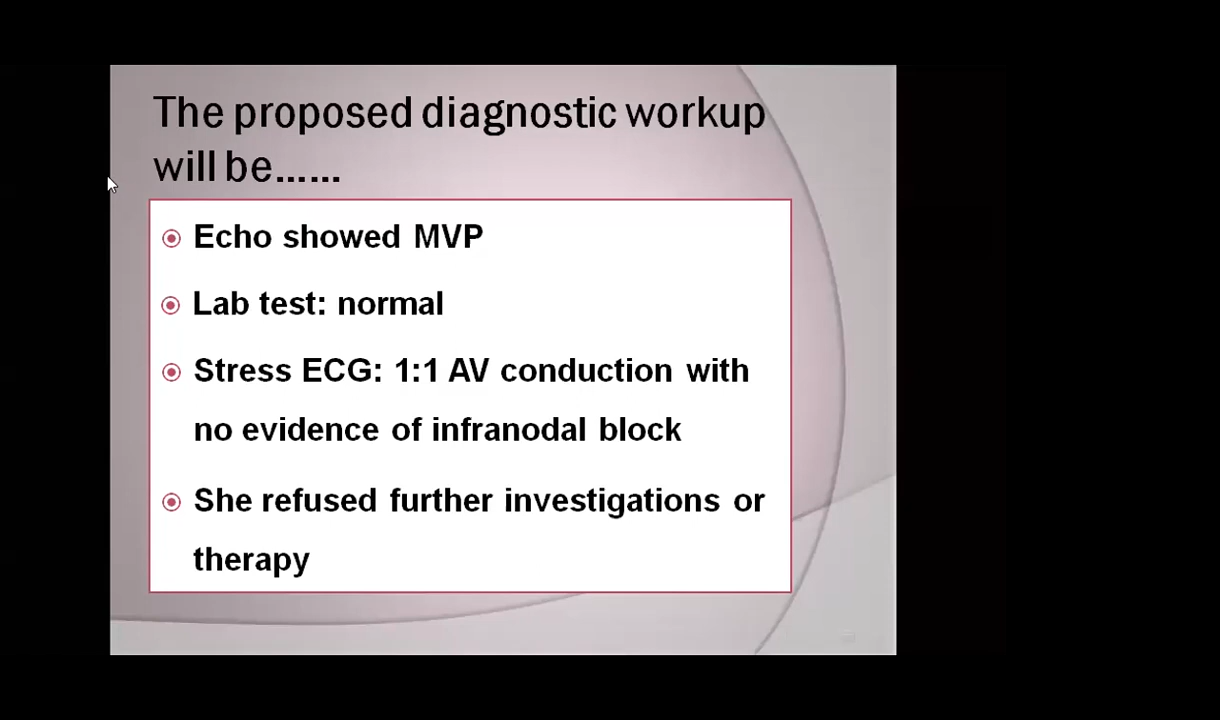 The proposed diagnostic workup
will be……
Echo showed MVP
Lab test: normal
Stress ECG: 1:1 AV conduction with
no evidence of infranodal block
She refused further investigations or
therapy